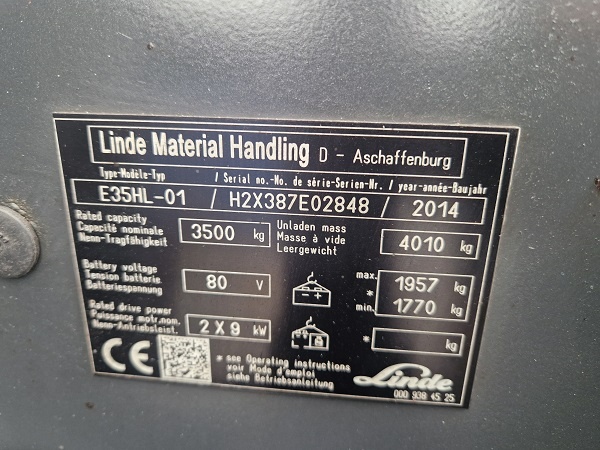 Linde Material Handling D - Aschaffenburg
Type-Modèle-Typ / Serial no.-No. de série-Serien-Nr. / year-année-Baujahr
E35HL-01 / H2X387E02848 / 2014
Rated capacity
Capacité nominale
Nenn-Tragfähigkeit
3500 kg
Unladen mass
Masse à vide
Leergewicht
4010 kg
Battery voltage
Tension batterie
Batteriespannung
80 V
- +
max. 1957 kg
*
min. 1770 kg
Rated drive power
Puissance motr.nom.
Nenn-Antriebsleist.
2 X 9 kW
* kg
CE
* see Operating instructions
voir Mode d'emploi
siehe Betriebsanleitung
Linde
000 938 45 25